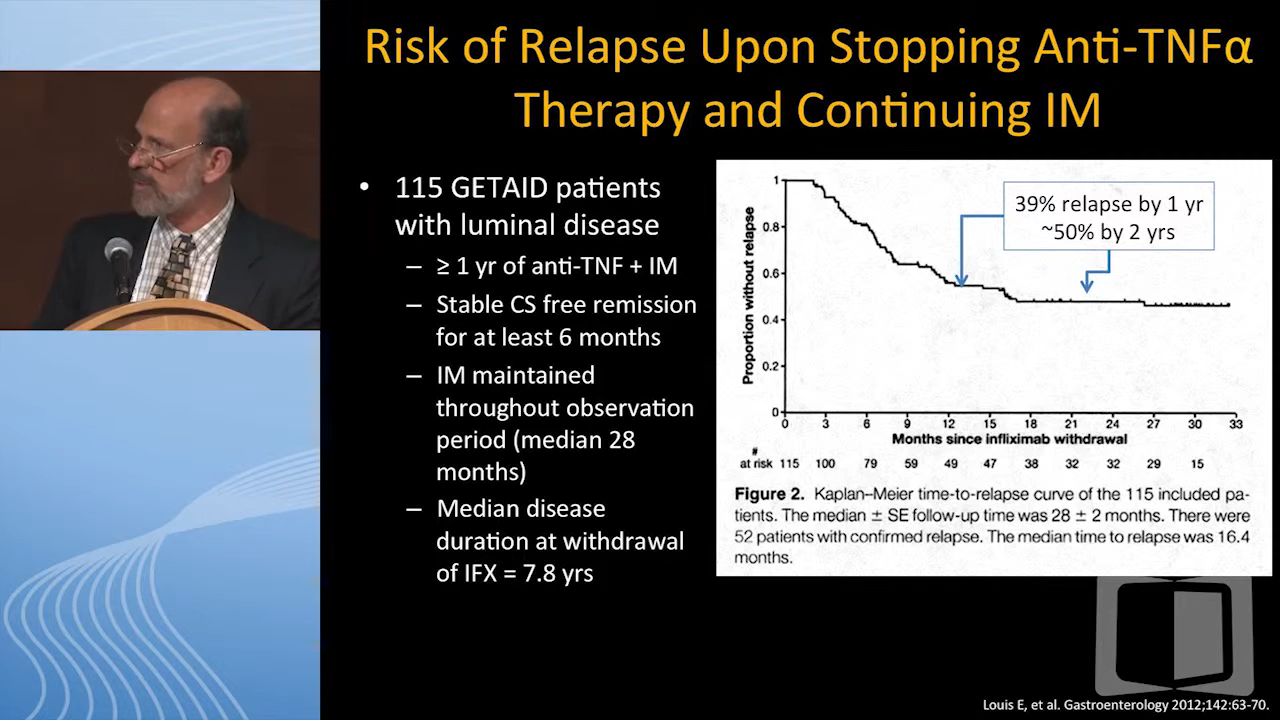 Risk of Relapse Upon Stopping Anti-TNFα
Therapy and Continuing IM
• 115 GETAID patients
with luminal disease
– ≥ 1 yr of anti-TNF + IM
– Stable CS free remission
for at least 6 months
– IM maintained
throughout observation
period (median 28
months)
– Median disease
duration at withdrawal
of IFX = 7.8 yrs
39% relapse by 1 yr
~50% by 2 yrs
Proportion without relapse
1
0.8
0.6
0.4
0.2
0
0 3 6 9 12 15 18 21 24 27 30 33
Months since infliximab withdrawal
#
at risk 115 100 79 59 49 47 38 32 32 29 15
Figure 2. Kaplan–Meier time-to-relapse curve of the 115 included pa-
tients. The median ± SE follow-up time was 28 ± 2 months. There were
52 patients with confirmed relapse. The median time to relapse was 16.4
months.
Louis E, et al. Gastroenterology 2012;142:63-70.